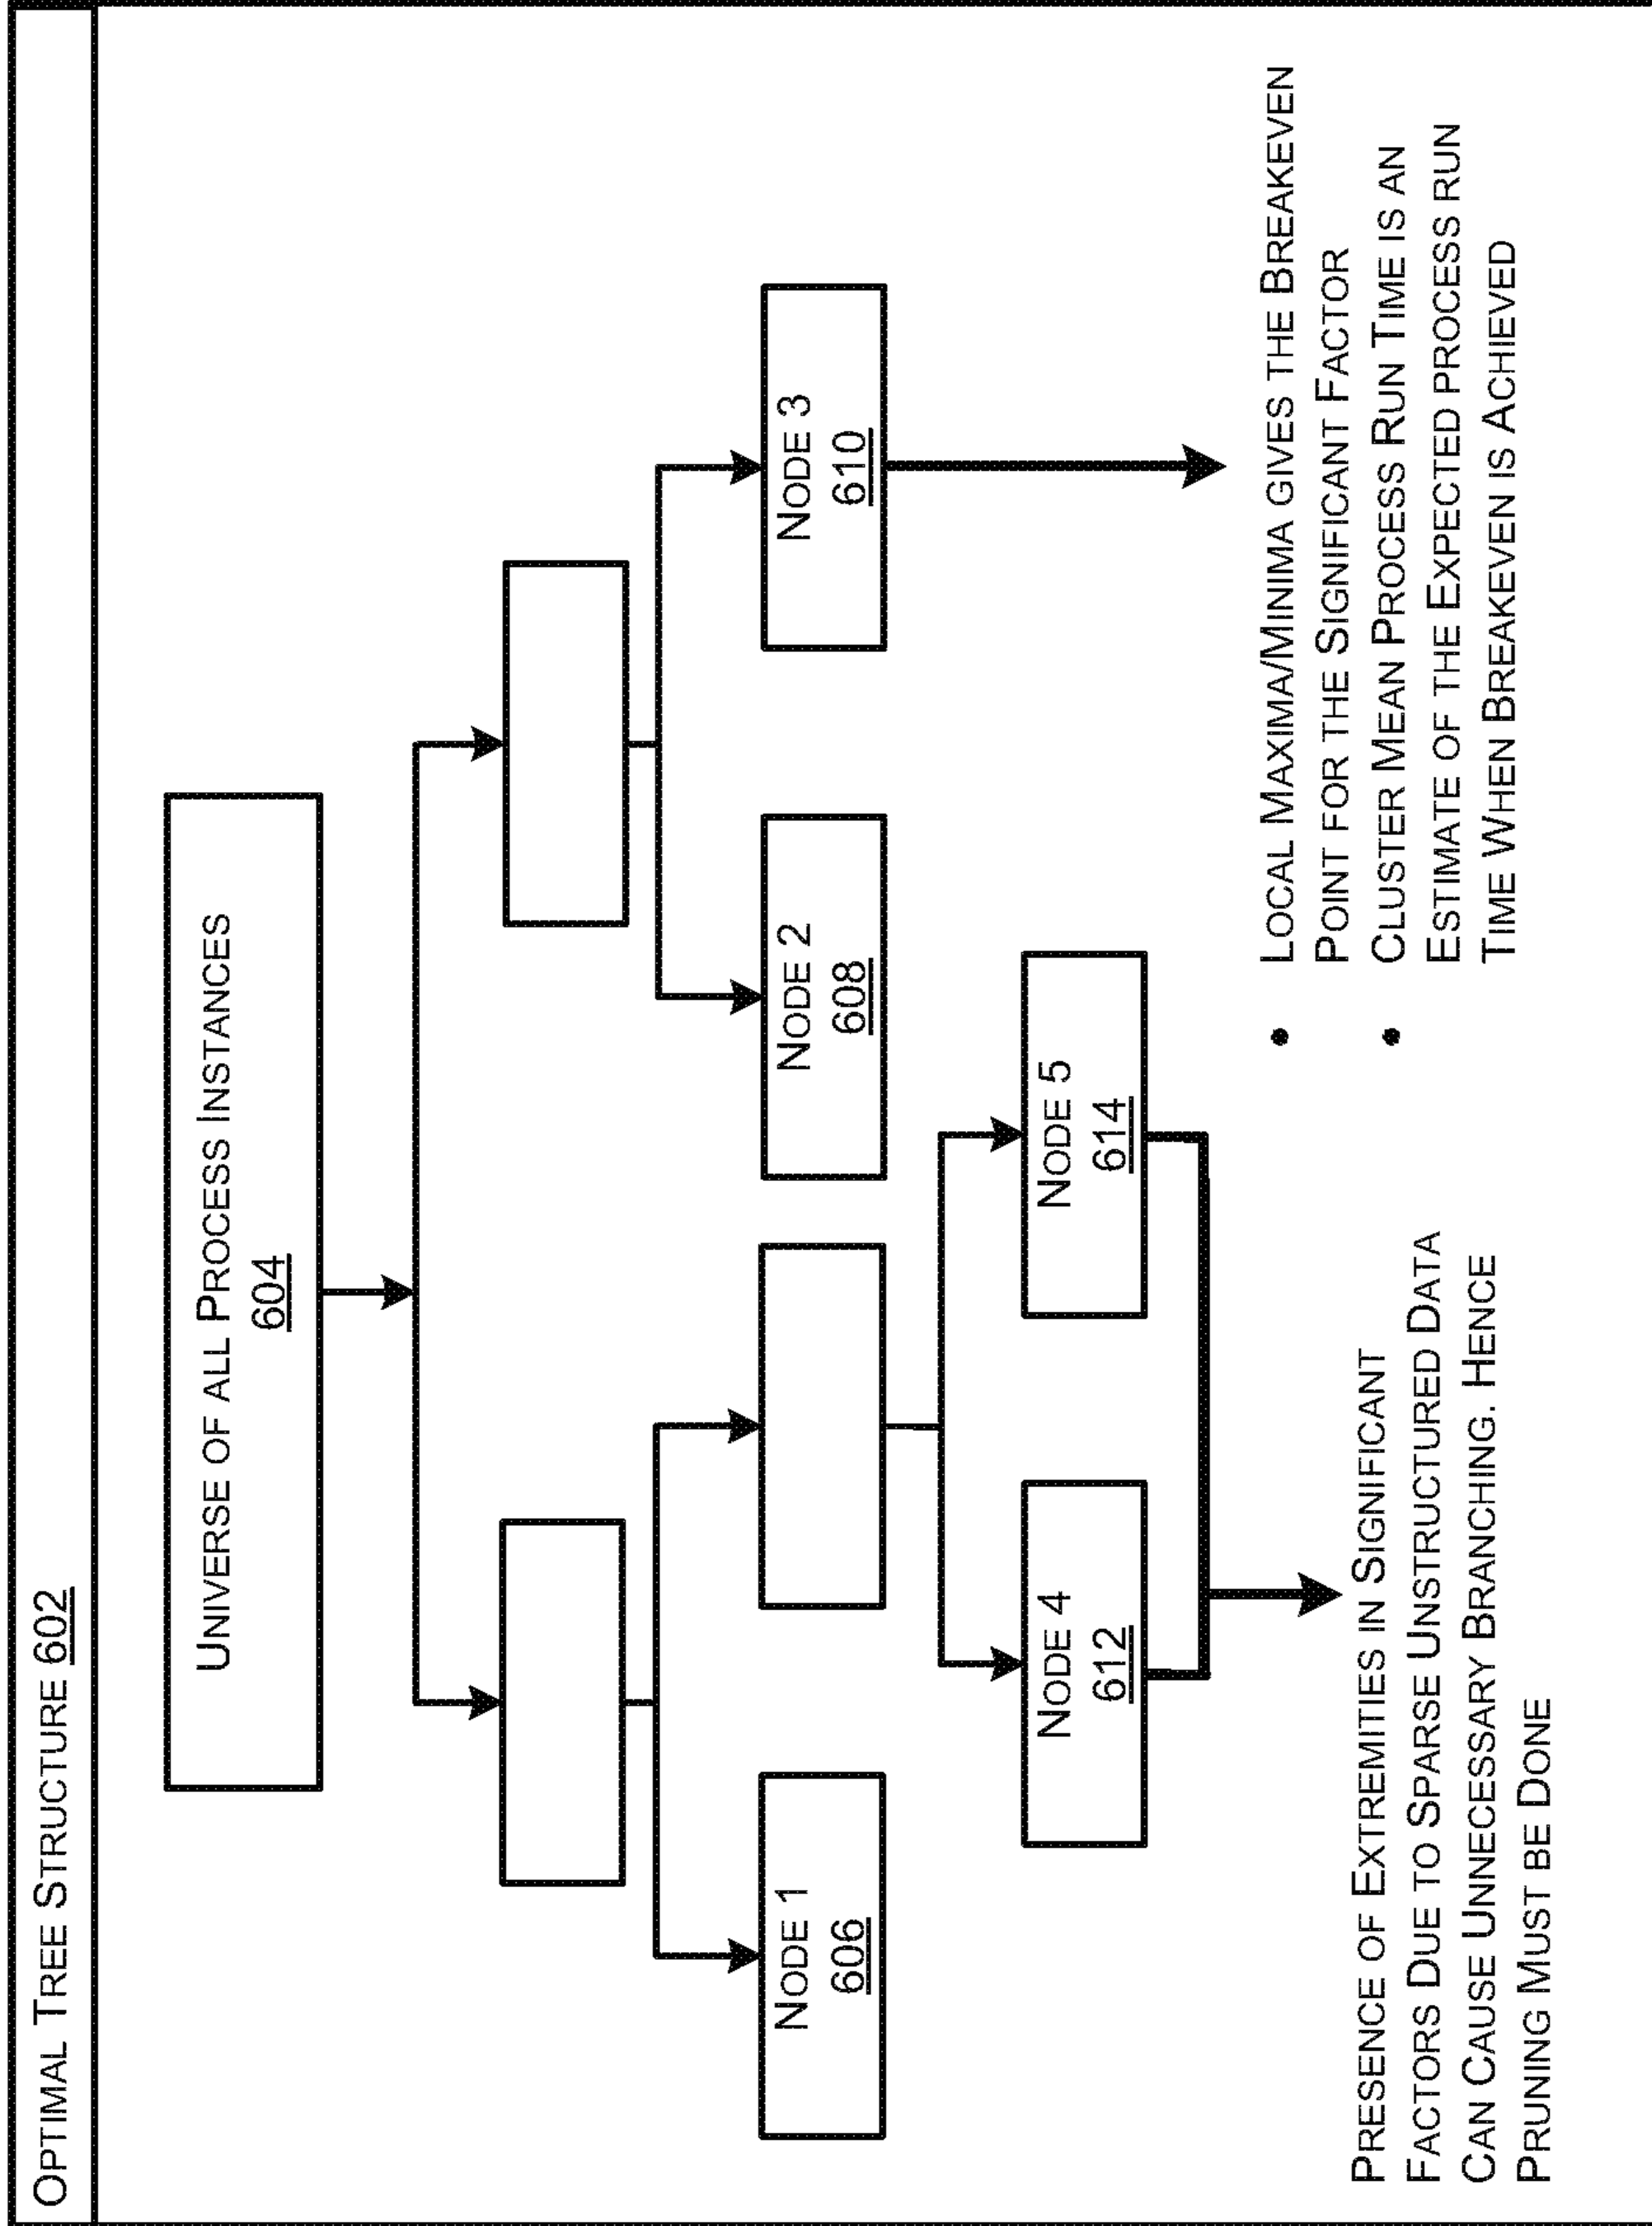 OPTIMAL TREE STRUCTURE 602
UNIVERSE OF ALL PROCESS INSTANCES
604
NODE 1
606
NODE 2
608
NODE 3
610
NODE 4
612
NODE 5
614
PRESENCE OF EXTREMITIES IN SIGNIFICANT
FACTORS DUE TO SPARSE UNSTRUCTURED DATA
CAN CAUSE UNNECESSARY BRANCHING. HENCE
PRUNING MUST BE DONE
• LOCAL MAXIMA/MINIMA GIVES THE BREAKEVEN
POINT FOR THE SIGNIFICANT FACTOR
• CLUSTER MEAN PROCESS RUN TIME IS AN
ESTIMATE OF THE EXPECTED PROCESS RUN
TIME WHEN BREAKEVEN IS ACHIEVED